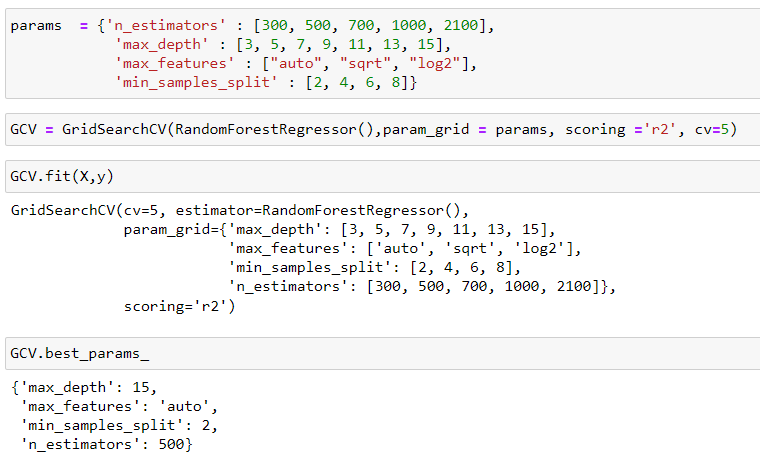 params  = {'n_estimators' : [300, 500, 700, 1000, 2100],
             'max_depth' : [3, 5, 7, 9, 11, 13, 15],
             'max_features' : ["auto", "sqrt", "log2"],
             'min_samples_split' : [2, 4, 6, 8]}
GCV = GridSearchCV(RandomForestRegressor(),param_grid = params, scoring ='r2', cv=5)
GCV.fit(X,y)
GridSearchCV(cv=5, estimator=RandomForestRegressor(),
             param_grid={'max_depth': [3, 5, 7, 9, 11, 13, 15],
                         'max_features': ['auto', 'sqrt', 'log2'],
                         'min_samples_split': [2, 4, 6, 8],
                         'n_estimators': [300, 500, 700, 1000, 2100]},
             scoring='r2')
GCV.best_params_
{'max_depth': 15,
 'max_features': 'auto',
 'min_samples_split': 2,
 'n_estimators': 500}